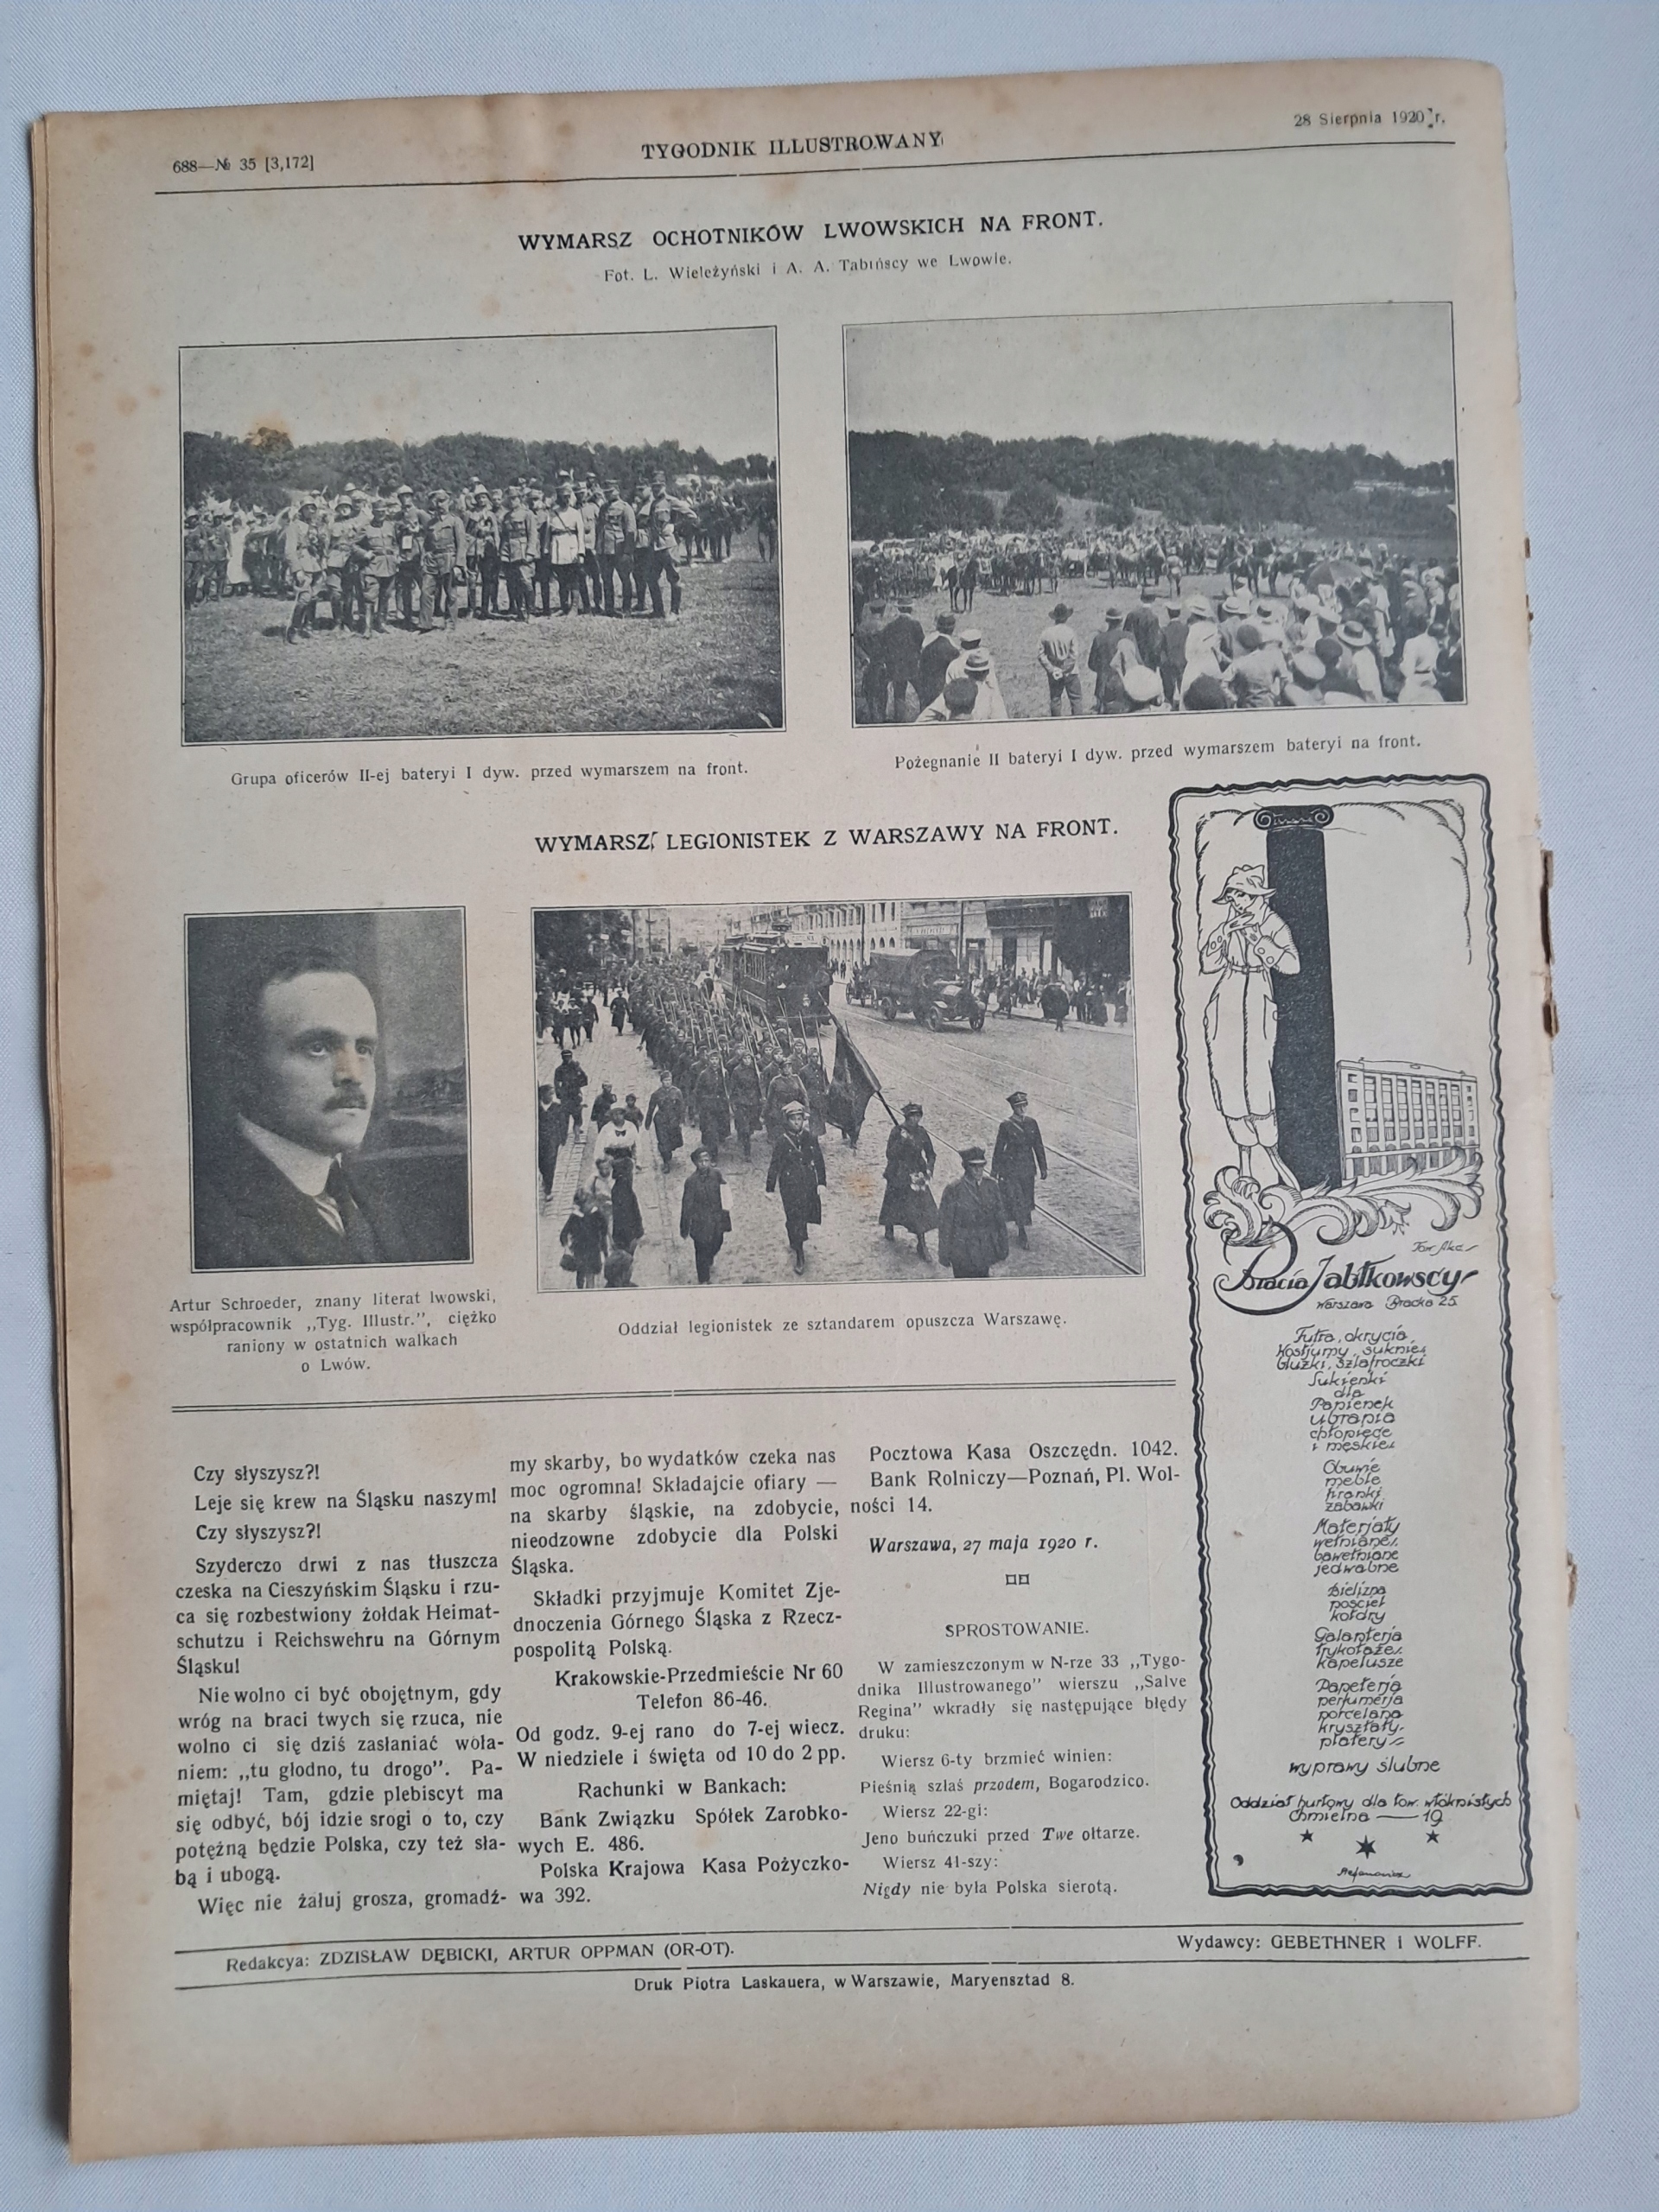 688—№ 35 [3,172]
TYGODNIK ILLUSTROWANY
28 Sierpnia 1920 r.
WYMARSZ OCHOTNIKÓW LWOWSKICH NA FRONT.
Fot. L. Wieleżyński i A. A. Tabińscy we Lwowie.
Grupa oficerów II-ej bateryi I dyw. przed wymarszem na front.
Pożegnanie II bateryi I dyw. przed wymarszem bateryi na front.
WYMARSZ LEGIONISTEK Z WARSZAWY NA FRONT.
Artur Schroeder, znany literat lwowski,
współpracownik „Tyg. Illustr.”, ciężko
raniony w ostatnich walkach
o Lwów.
Oddział legionistek ze sztandarem opuszcza Warszawę.
Czy słyszysz?!
Leje się krew na Śląsku naszym!
Czy słyszysz?!
Szyderczo drwi z nas tłuszcza
czeska na Cieszyńskim Śląsku i rzu-
ca się rozbestwiony żołdak Heimat-
schutzu i Reichswehru na Górnym
Śląsku!
Nie wolno ci być obojętnym, gdy
wróg na braci twych się rzuca, nie
wolno ci się dziś zasłaniać woła-
niem: „tu głodno, tu drogo”. Pa-
miętaj! Tam, gdzie plebiscyt ma
się odbyć, bój idzie srogi o to, czy
potężną będzie Polska, czy też sła-
bą i ubogą.
Więc nie żałuj grosza, gromadź-
my skarby, bo wydatków czeka nas
moc ogromna! Składajcie ofiary —
na skarby śląskie, na zdobycie,
nieodzowne zdobycie dla Polski
Śląska.
Składki przyjmuje Komitet Zje-
dnoczenia Górnego Śląska z Rzecz-
pospolitą Polską.
Krakowskie-Przedmieście Nr 60
Telefon 86-46.
Od godz. 9-ej rano do 7-ej wiecz.
W niedziele i święta od 10 do 2 pp.
Rachunki w Bankach:
Bank Związku Spółek Zarobko-
wych E. 486.
Polska Krajowa Kasa Pożyczko-
wa 392.
Pocztowa Kasa Oszczędn. 1042.
Bank Rolniczy—Poznań, Pl. Wol-
ności 14.
Warszawa, 27 maja 1920 r.
SPROSTOWANIE.
W zamieszczonym w N-rze 33 „Tygo-
dnika Illustrowanego” wierszu „Salve
Regina” wkradły się następujące błędy
druku:
Wiersz 6-ty brzmieć winien:
Pieśnią szłaś przodem, Bogarodzico.
Wiersz 22-gi:
Jeno buńczuki przed Twe ołtarze.
Wiersz 41-szy:
Nigdy nie była Polska sierotą.
Tow Akc
Bracia Jabłkowscy
Warszawa Bracka 25
Futra, okrycia,
Kostjumy, suknie,
Bluzki, Szlafroczki
Sukienki
dla
Panienek
ubrania
chłopięce
i męskie
Obuwie
meble
firanki
zabawki
Materjały
wełniane,
bawełniane
jedwabne
Bielizna
pościel
kołdry
Galanterja
trykotaże
kapelusze
Papeterja
perfumerja
porcelana
kryształy
platery
wyprawy ślubne
Oddział hurtowy dla tow. włóknistych
Chmielna — 19
Redakcya: ZDZISŁAW DĘBICKI, ARTUR OPPMAN (OR-OT).
Wydawcy: GEBETHNER I WOLFF.
Druk Piotra Laskauera, w Warszawie, Maryensztad 8.